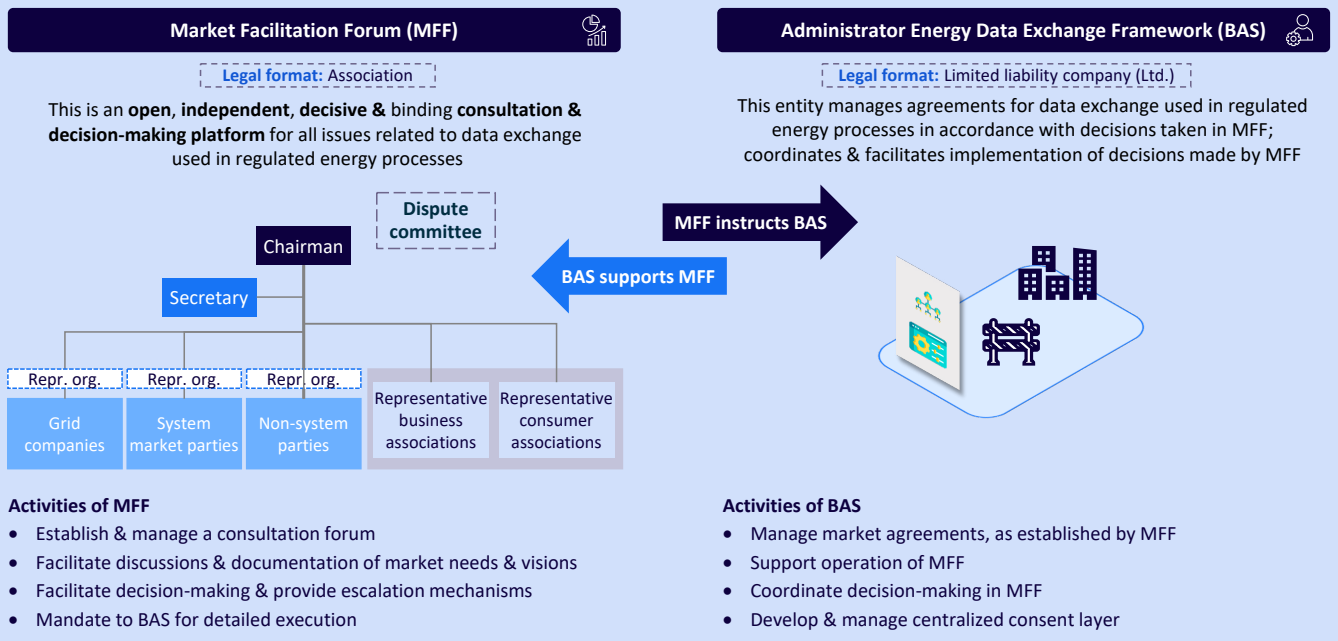 Market Facilitation Forum (MFF)
Legal format: Association
This is an open, independent, decisive & binding consultation &
decision-making platform for all issues related to data exchange
used in regulated energy processes
Dispute
committee
Chairman
Secretary
Repr. org.
Repr. org.
Repr. org.
Grid
companies
System
market parties
Non-system
parties
Representative
business
associations
Representative
consumer
associations
Activities of MFF
• Establish & manage a consultation forum
• Facilitate discussions & documentation of market needs & visions
• Facilitate decision-making & provide escalation mechanisms
• Mandate to BAS for detailed execution
MFF instructs BAS
BAS supports MFF
Administrator Energy Data Exchange Framework (BAS)
Legal format: Limited liability company (Ltd.)
This entity manages agreements for data exchange used in regulated
energy processes in accordance with decisions taken in MFF;
coordinates & facilitates implementation of decisions made by MFF
Activities of BAS
• Manage market agreements, as established by MFF
• Support operation of MFF
• Coordinate decision-making in MFF
• Develop & manage centralized consent layer